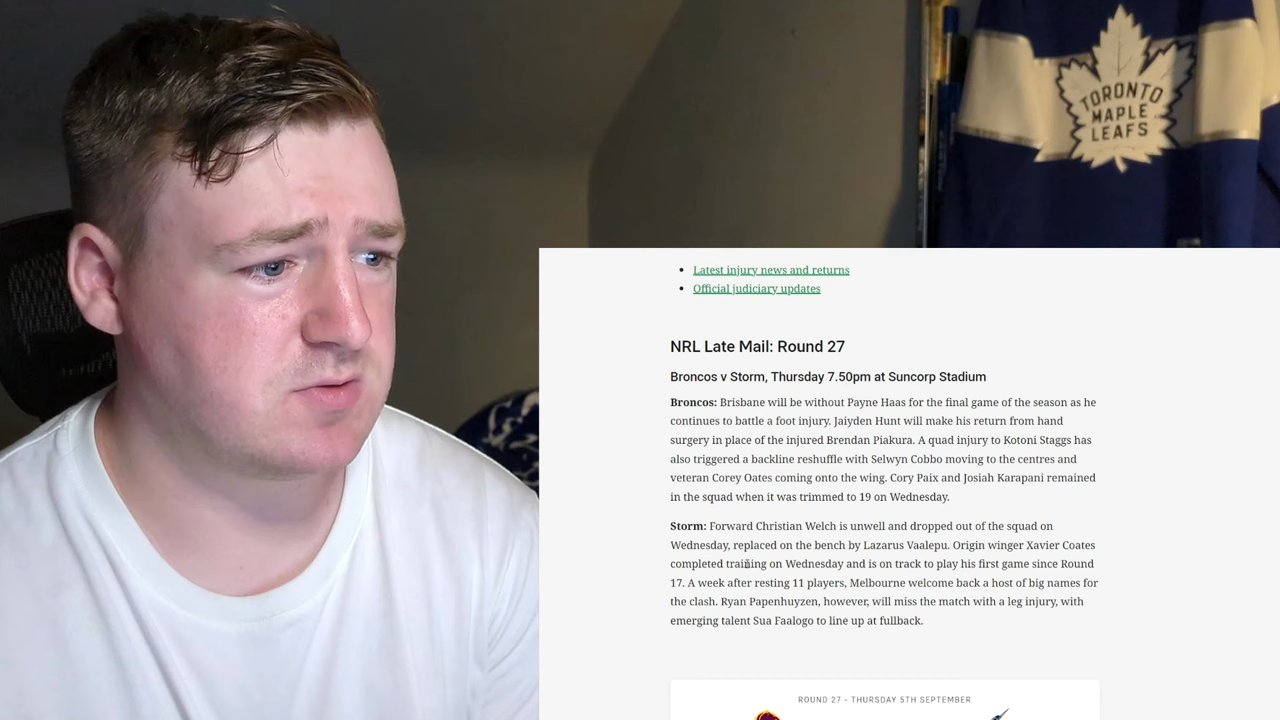 TORONTO
MAPLE
LEAFS
Latest injury news and returns
Official judiciary updates
NRL Late Mail: Round 27
Broncos v Storm, Thursday 7.50pm at Suncorp Stadium
Broncos: Brisbane will be without Payne Haas for the final game of the season as he
continues to battle a foot injury. Jaiyden Hunt will make his return from hand
surgery in place of the injured Brendan Piakura. A quad injury to Kotoni Staggs has
also triggered a backline reshuffle with Selwyn Cobbo moving to the centres and
veteran Corey Oates coming onto the wing. Cory Paix and Josiah Karapani remained
in the squad when it was trimmed to 19 on Wednesday.
Storm: Forward Christian Welch is unwell and dropped out of the squad on
Wednesday, replaced on the bench by Lazarus Vaalepu. Origin winger Xavier Coates
completed training on Wednesday and is on track to play his first game since Round
17. A week after resting 11 players, Melbourne welcome back a host of big names for
the clash. Ryan Papenhuyzen, however, will miss the match with a leg injury, with
emerging talent Sua Faalogo to line up at fullback.
ROUND 27 - THURSDAY 5TH SEPTEMBER